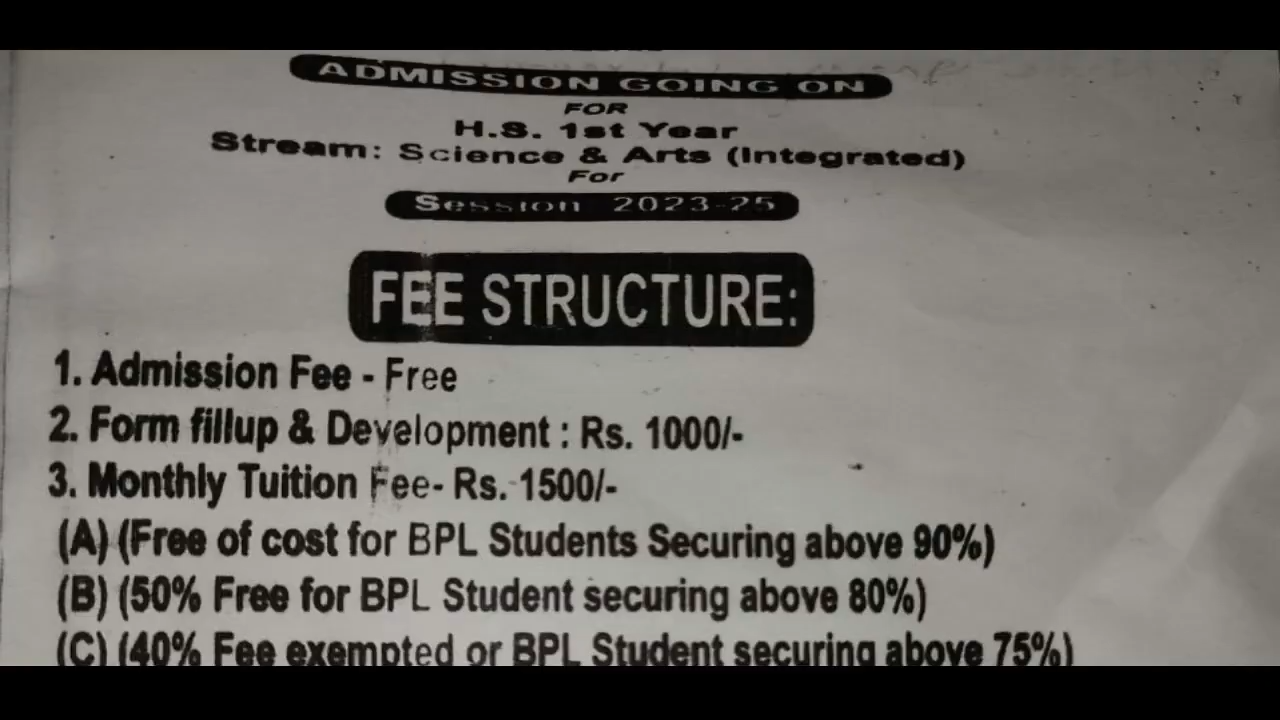 ADMISSION GOING ON
FOR
H.S. 1st Year
Stream: Science & Arts (Integrated)
For
Session 2023-25
FEE STRUCTURE:
1. Admission Fee - Free
2. Form fillup & Development : Rs. 1000/-
3. Monthly Tuition Fee- Rs. 1500/-
(A) (Free of cost for BPL Students Securing above 90%)
(B) (50% Free for BPL Student securing above 80%)
(C) (40% Fee exempted or BPL Student securing above 75%)